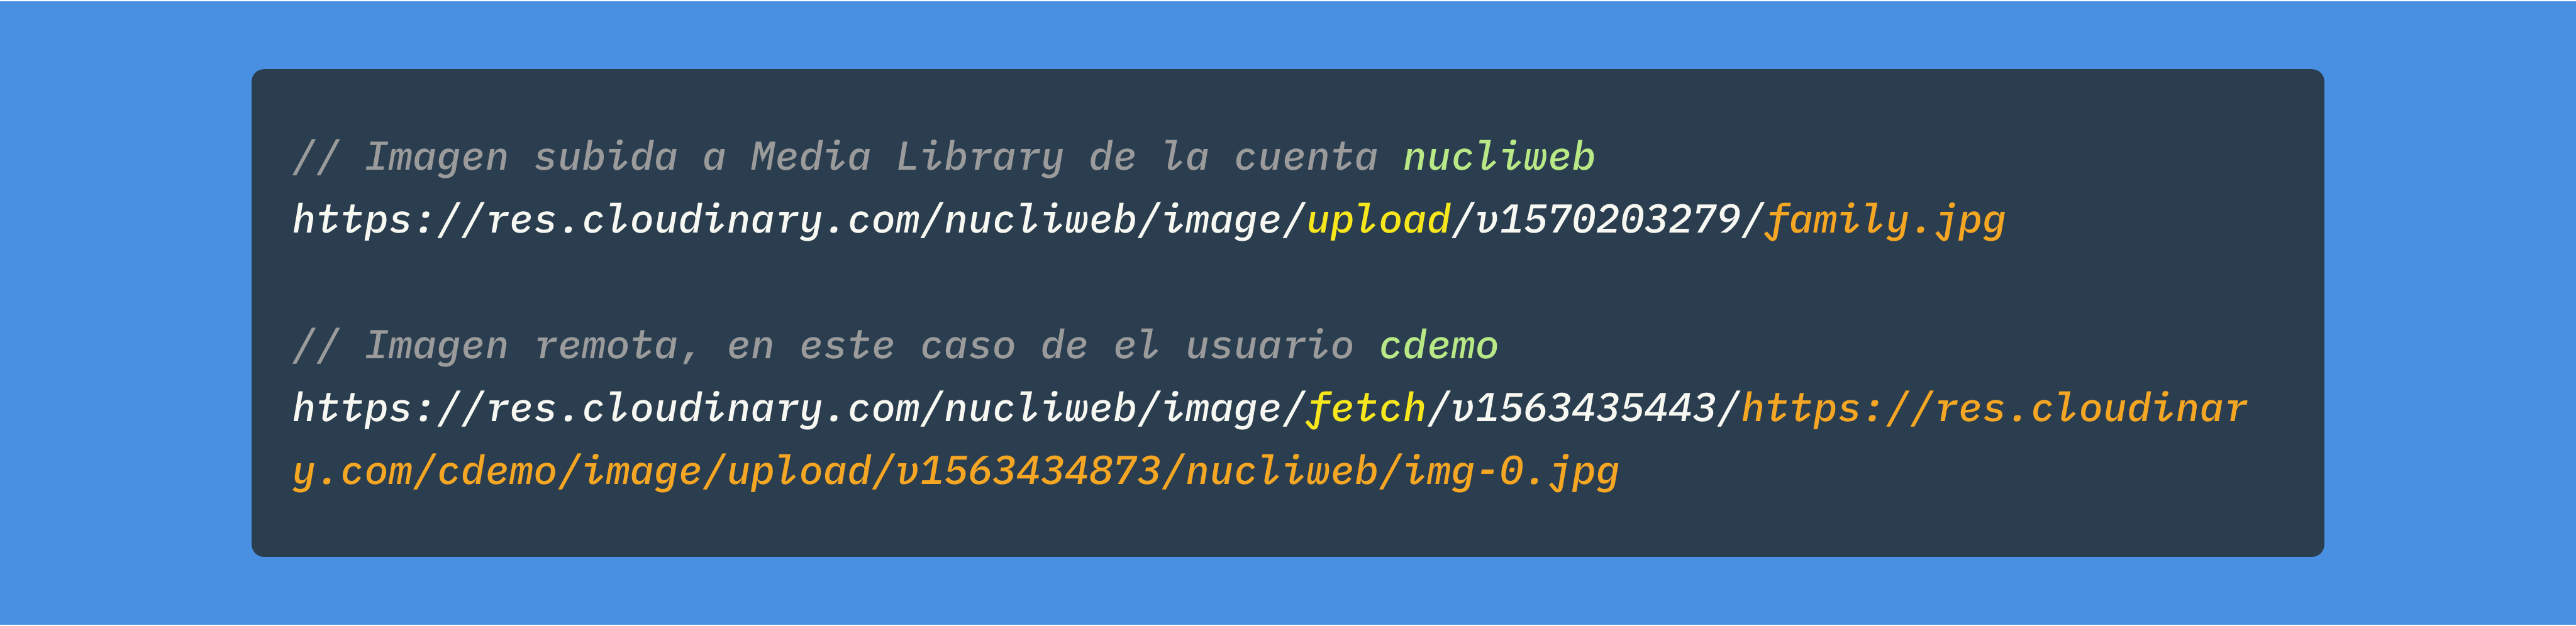 // Imagen subida a Media Library de la cuenta nucliweb
https://res.cloudinary.com/nucliweb/image/upload/v1570203279/family.jpg
// Imagen remota, en este caso de el usuario cdemo
https://res.cloudinary.com/nucliweb/image/fetch/v1563435443/https://res.cloudinar
y.com/cdemo/image/upload/v1563434873/nucliweb/img-0.jpg